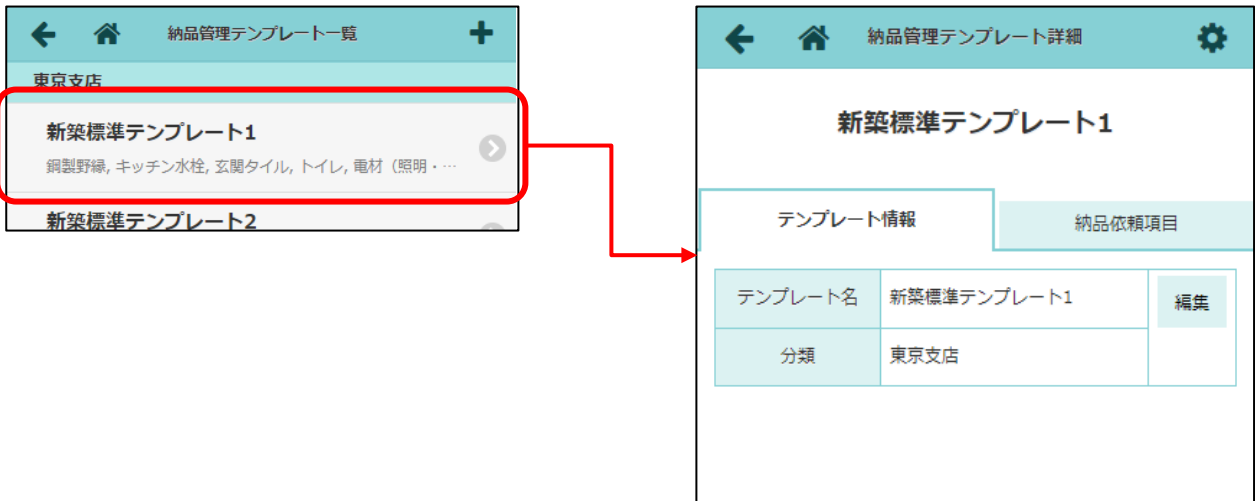 納品管理テンプレート一覧
東京支店
新築標準テンプレート1
鋼製野縁, キッチン水栓, 玄関タイル, トイレ, 電材（照明・…
新築標準テンプレート2
納品管理テンプレート詳細
新築標準テンプレート1
テンプレート情報 納品依頼項目
テンプレート名 新築標準テンプレート1 編集
分類 東京支店